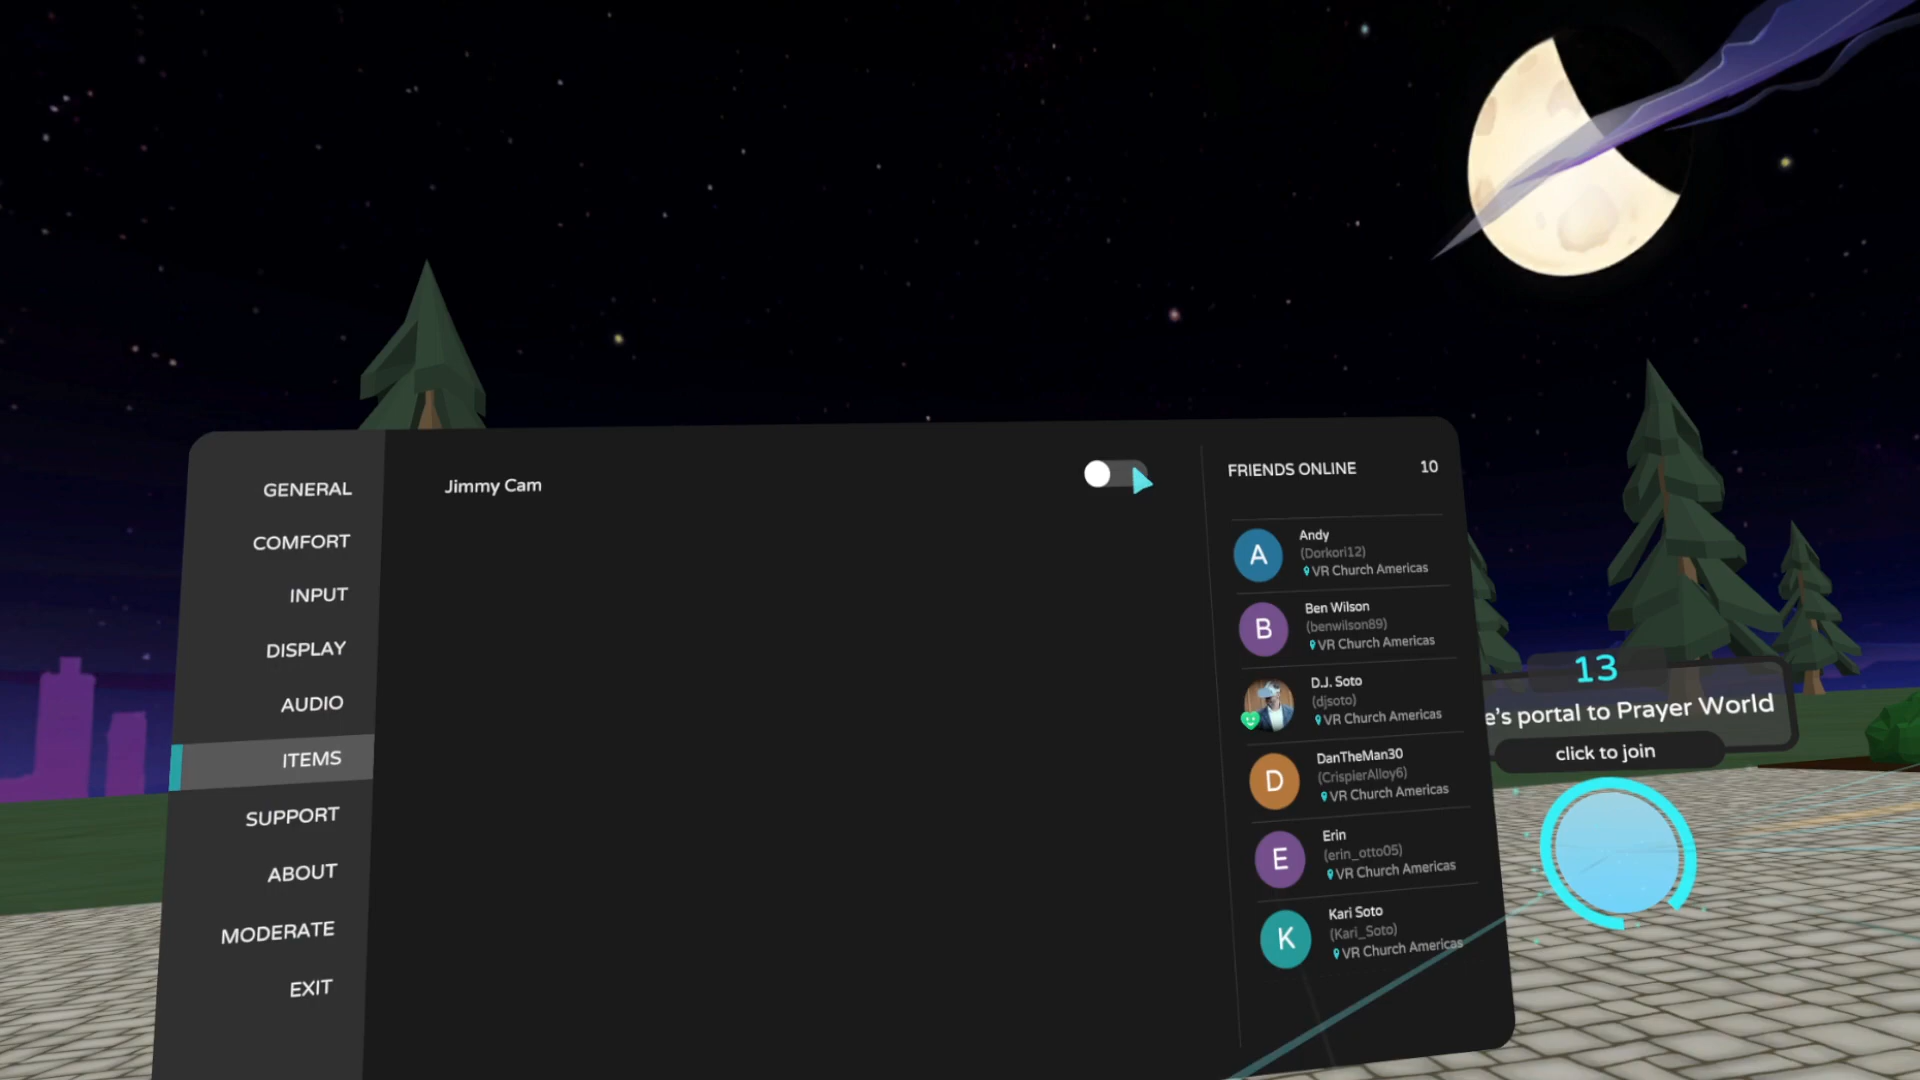 GENERAL
COMFORT
INPUT
DISPLAY
AUDIO
ITEMS
SUPPORT
ABOUT
MODERATE
EXIT
Jimmy Cam
FRIENDS ONLINE 10
A
Andy
(Dorkori12)
VR Church Americas
B
Ben Wilson
(benwilson89)
VR Church Americas
D.J. Soto
(djsoto)
VR Church Americas
D
DanTheMan30
(CrispierAlloy6)
VR Church Americas
E
Erin
(erin_otto05)
VR Church Americas
K
Kari Soto
(Kari_Soto)
VR Church Americas
13
e's portal to Prayer World
click to join